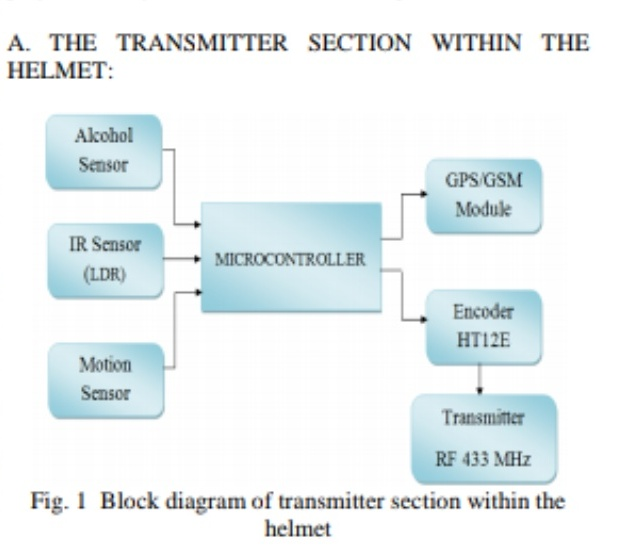 A. THE TRANSMITTER SECTION WITHIN THE
HELMET:
Alcohol
Sensor
IR Sensor
(LDR)
Motion
Sensor
MICROCONTROLLER
GPS/GSM
Module
Encoder
HT12E
Transmitter
RF 433 MHz
Fig. 1 Block diagram of transmitter section within the
helmet